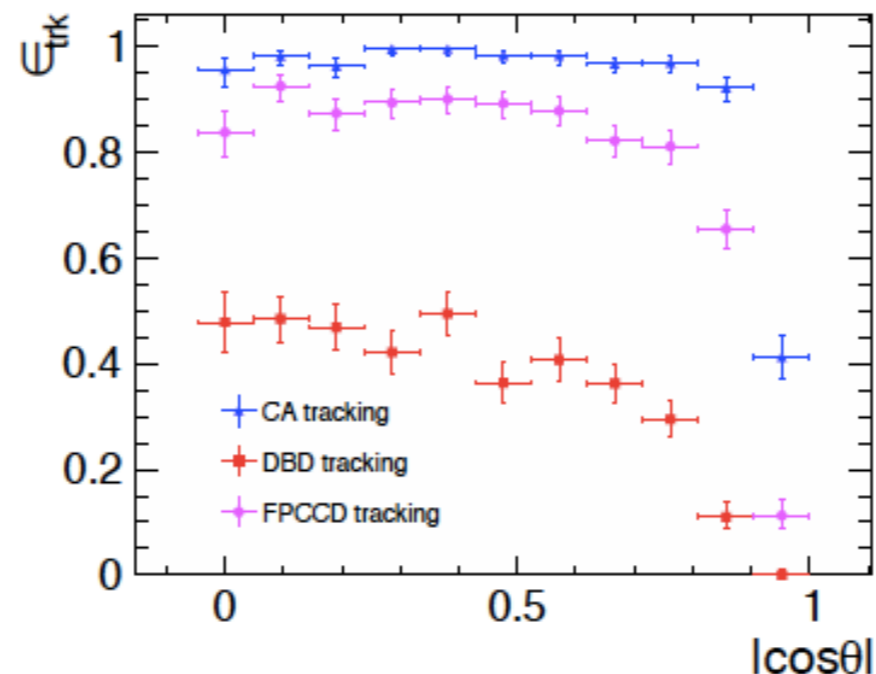 ∈trk
1
0.8
0.6
0.4
0.2
0
CA tracking
DBD tracking
FPCCD tracking
0 0.5 1
|cosθ|